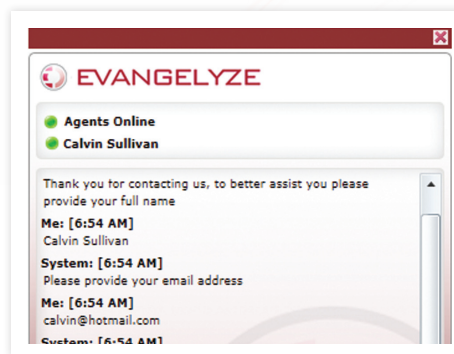 EVANGELYZE
Agents Online
Calvin Sullivan
Thank you for contacting us, to better assist you please
provide your full name
Me: [6:54 AM]
Calvin Sullivan
System: [6:54 AM]
Please provide your email address
Me: [6:54 AM]
calvin@hotmail.com
System: [6:54 AM]